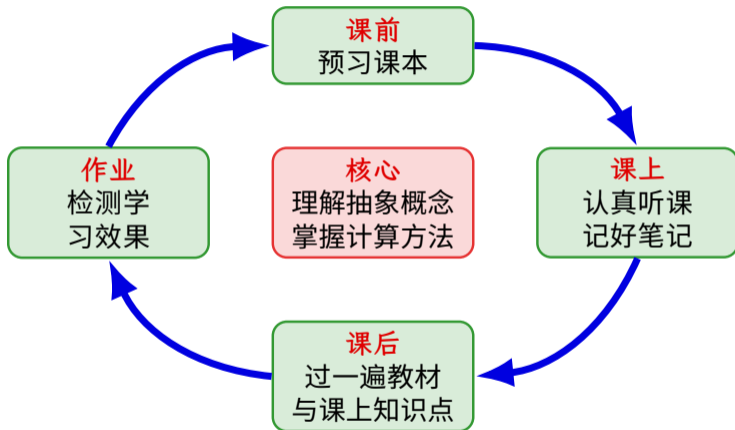 课前
预习课本
作业
检测学
习效果
核心
理解抽象概念
掌握计算方法
课上
认真听课
记好笔记
课后
过一遍教材
与课上知识点